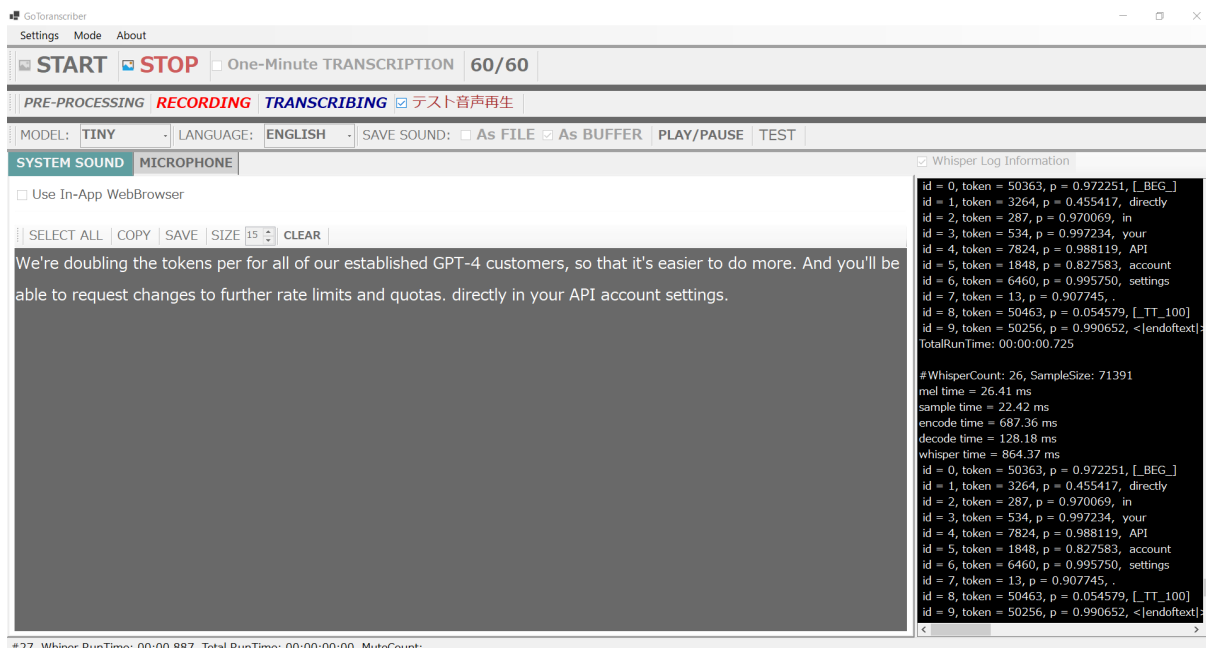 GoToranscriber
Settings Mode About
START STOP One-Minute TRANSCRIPTION 60/60
PRE-PROCESSING RECORDING TRANSCRIBING テスト音声再生
MODEL: TINY LANGUAGE: ENGLISH SAVE SOUND: As FILE As BUFFER PLAY/PAUSE TEST
SYSTEM SOUND MICROPHONE
Use In-App WebBrowser
SELECT ALL COPY SAVE SIZE 15 CLEAR
We're doubling the tokens per for all of our established GPT-4 customers, so that it's easier to do more. And you'll be
able to request changes to further rate limits and quotas. directly in your API account settings.
Whisper Log Information
id = 0, token = 50363, p = 0.972251, [_BEG_]
id = 1, token = 3264, p = 0.455417, directly
id = 2, token = 287, p = 0.970069, in
id = 3, token = 534, p = 0.997234, your
id = 4, token = 7824, p = 0.988119, API
id = 5, token = 1848, p = 0.827583, account
id = 6, token = 6460, p = 0.995750, settings
id = 7, token = 13, p = 0.907745, .
id = 8, token = 50463, p = 0.054579, [_TT_100]
id = 9, token = 50256, p = 0.990652, <|endoftext|>
TotalRunTime: 00:00:00.725
#WhisperCount: 26, SampleSize: 71391
mel time = 26.41 ms
sample time = 22.42 ms
encode time = 687.36 ms
decode time = 128.18 ms
whisper time = 864.37 ms
id = 0, token = 50363, p = 0.972251, [_BEG_]
id = 1, token = 3264, p = 0.455417, directly
id = 2, token = 287, p = 0.970069, in
id = 3, token = 534, p = 0.997234, your
id = 4, token = 7824, p = 0.988119, API
id = 5, token = 1848, p = 0.827583, account
id = 6, token = 6460, p = 0.995750, settings
id = 7, token = 13, p = 0.907745, .
id = 8, token = 50463, p = 0.054579, [_TT_100]
id = 9, token = 50256, p = 0.990652, <|endoftext|>
#27, Whiper RunTime: 00:00.887, Total RunTime: 00:00:00:00, MuteCount: